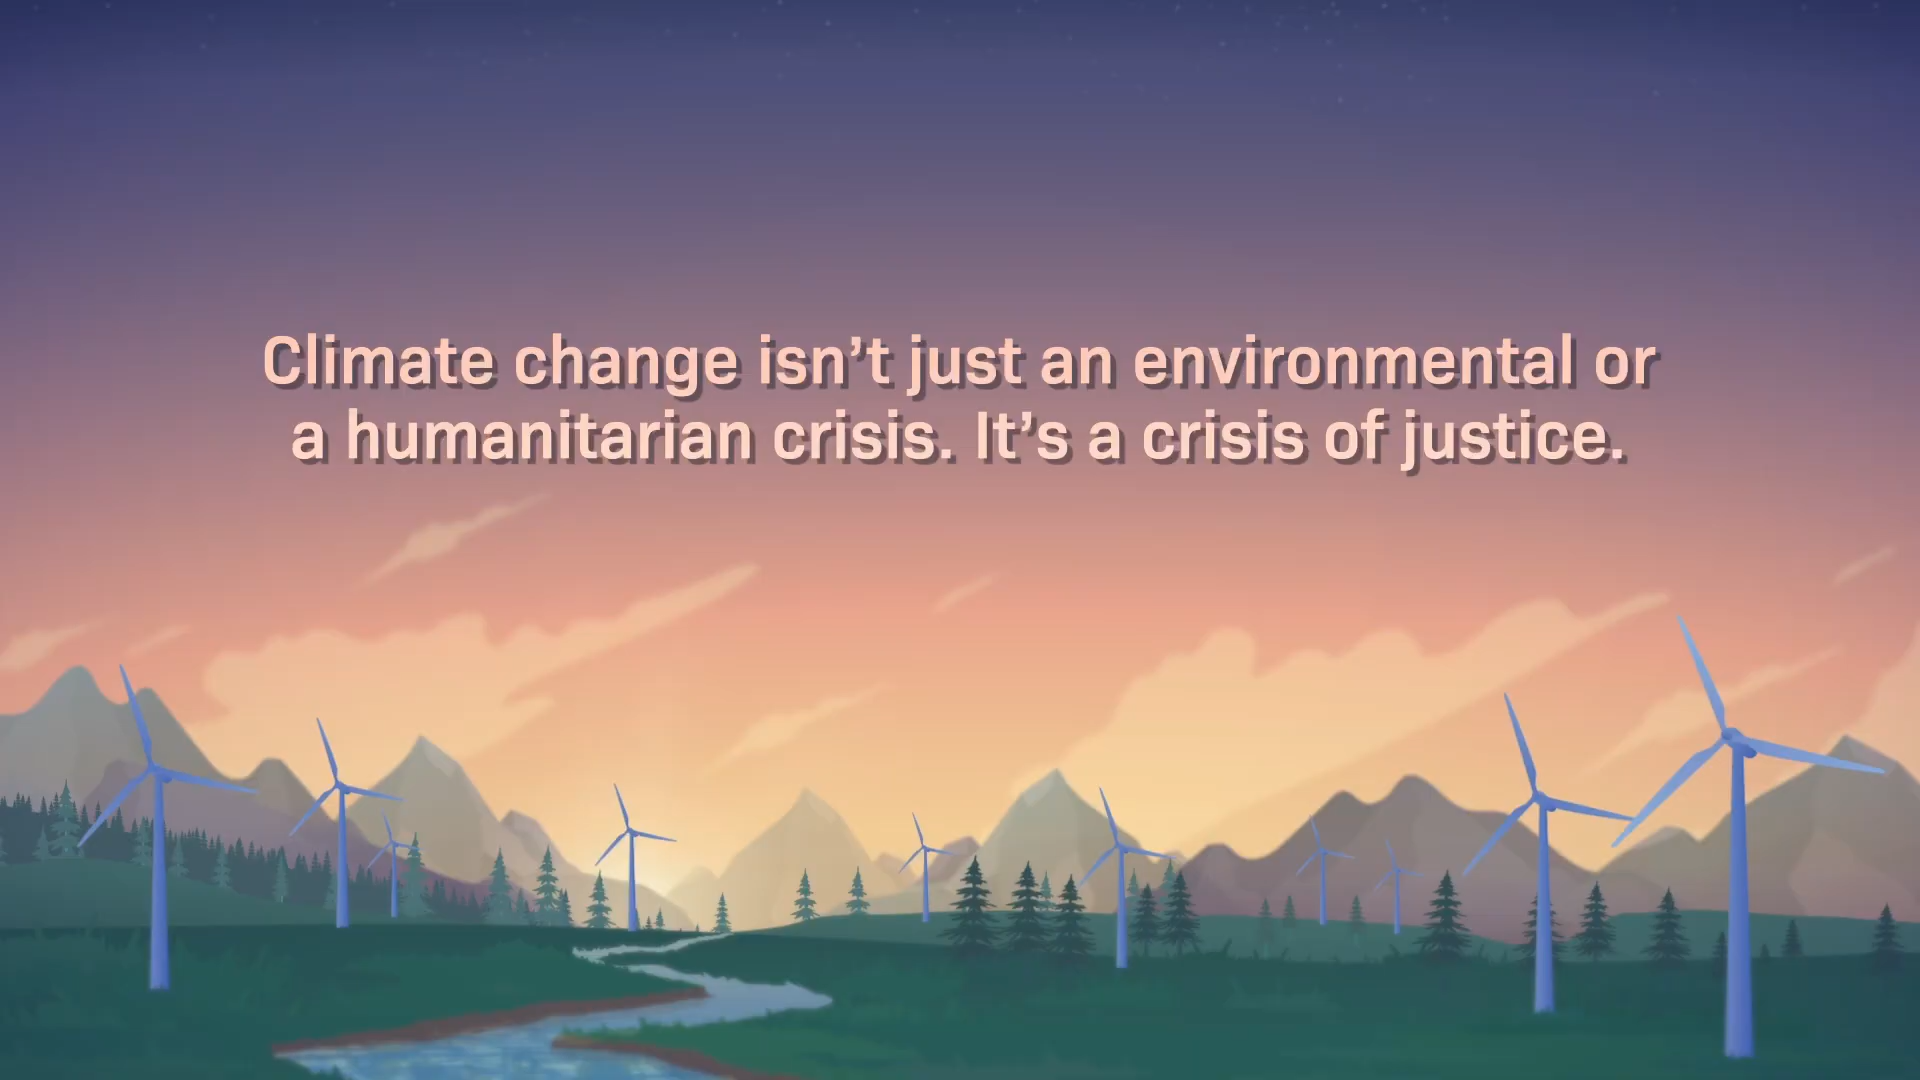 Climate change isn’t just an environmental or
a humanitarian crisis. It’s a crisis of justice.